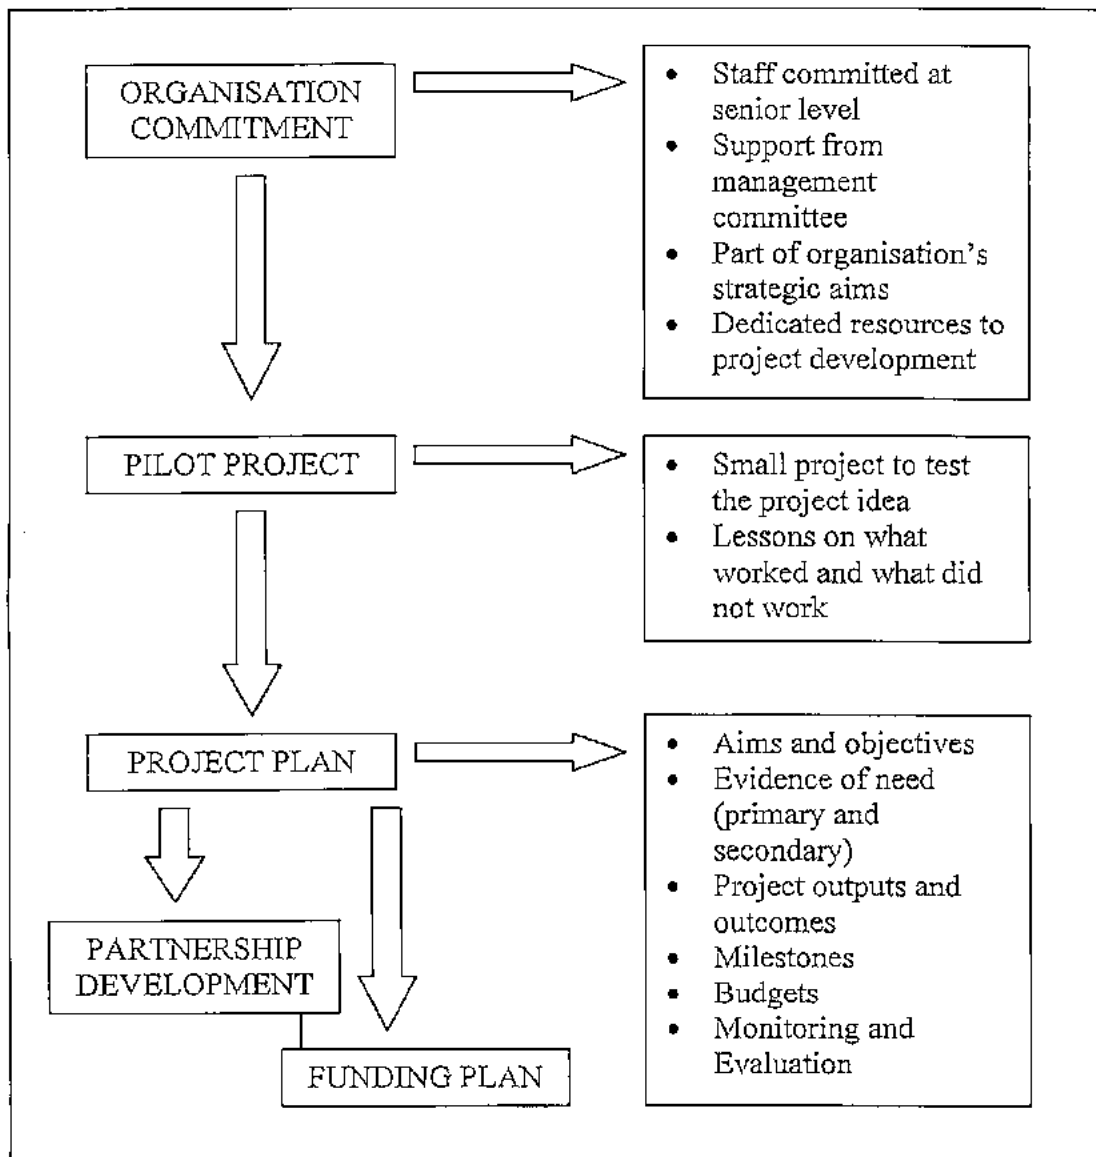 ORGANISATION
COMMITMENT
• Staff committed at
senior level
• Support from
management
committee
• Part of organisation's
strategic aims
• Dedicated resources to
project development
PILOT PROJECT
• Small project to test
the project idea
• Lessons on what
worked and what did
not work
PROJECT PLAN
• Aims and objectives
• Evidence of need
(primary and
secondary)
• Project outputs and
outcomes
• Milestones
• Budgets
• Monitoring and
Evaluation
PARTNERSHIP
DEVELOPMENT
FUNDING PLAN